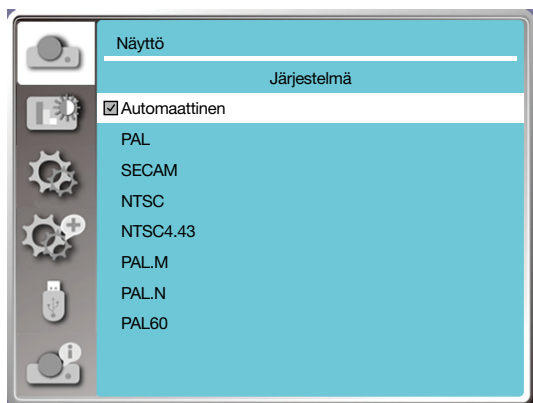 Näyttö
Järjestelmä
Automaattinen
PAL
SECAM
NTSC
NTSC4.43
PAL.M
PAL.N
PAL60